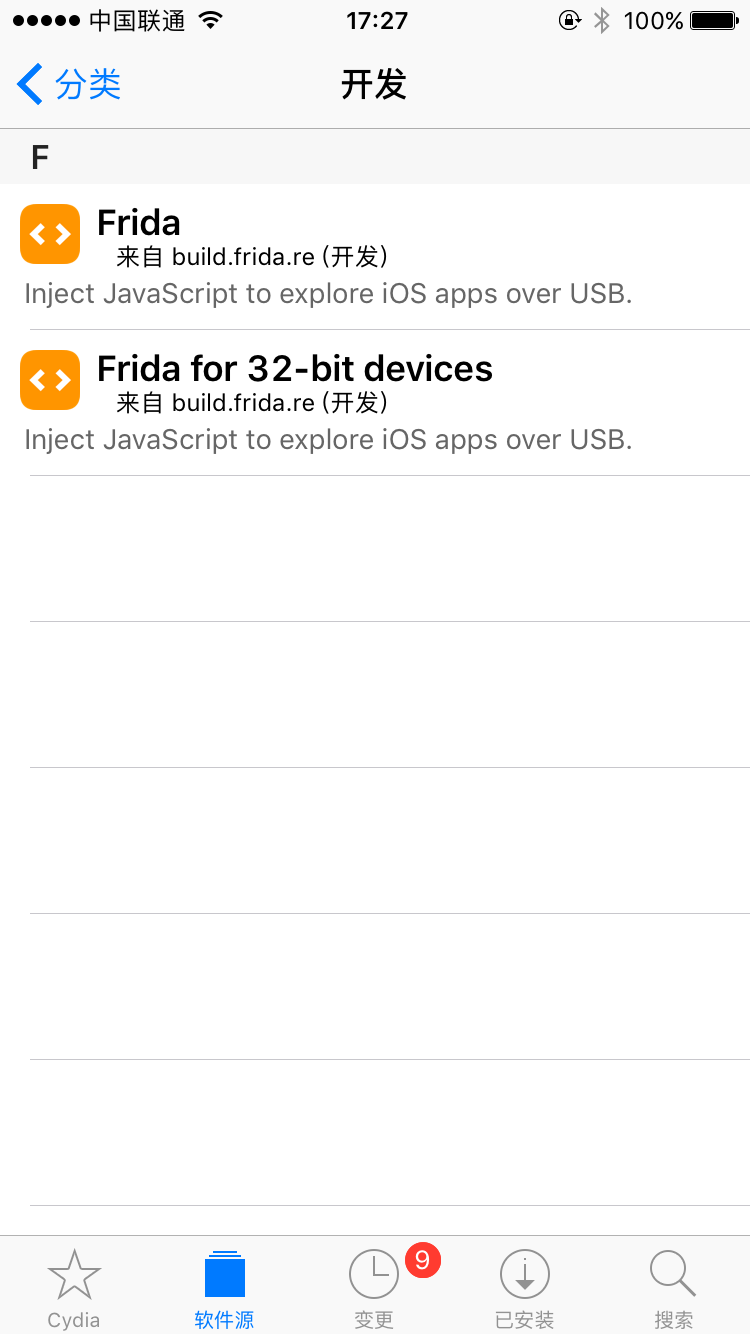 中国联通 17:27 100%
分类 开发
F
Frida
来自 build.frida.re (开发)
Inject JavaScript to explore iOS apps over USB.
Frida for 32-bit devices
来自 build.frida.re (开发)
Inject JavaScript to explore iOS apps over USB.
9
Cydia 软件源 变更 已安装 搜索